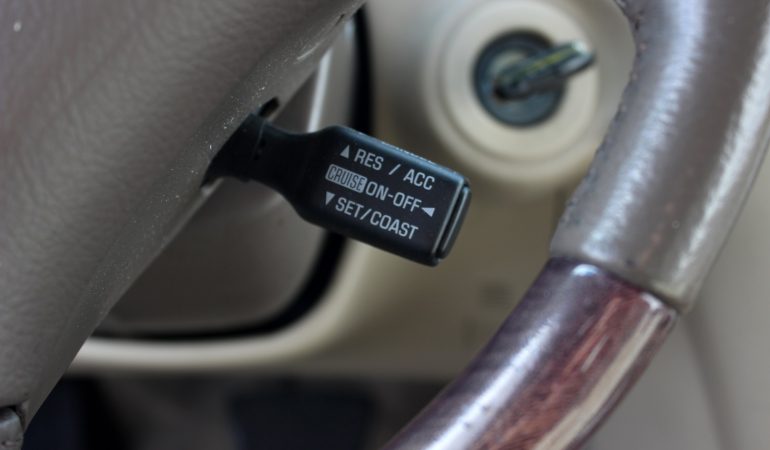 ▲ RES / ACC
CRUISE ON-OFF ◄
▼ SET/COAST